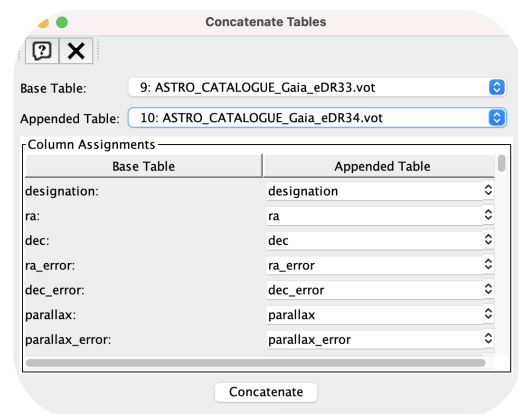 Concatenate Tables
Base Table: 9: ASTRO_CATALOGUE_Gaia_eDR33.vot
Appended Table: 10: ASTRO_CATALOGUE_Gaia_eDR34.vot
Column Assignments
Base Table Appended Table
designation: designation
ra: ra
dec: dec
ra_error: ra_error
dec_error: dec_error
parallax: parallax
parallax_error: parallax_error
Concatenate